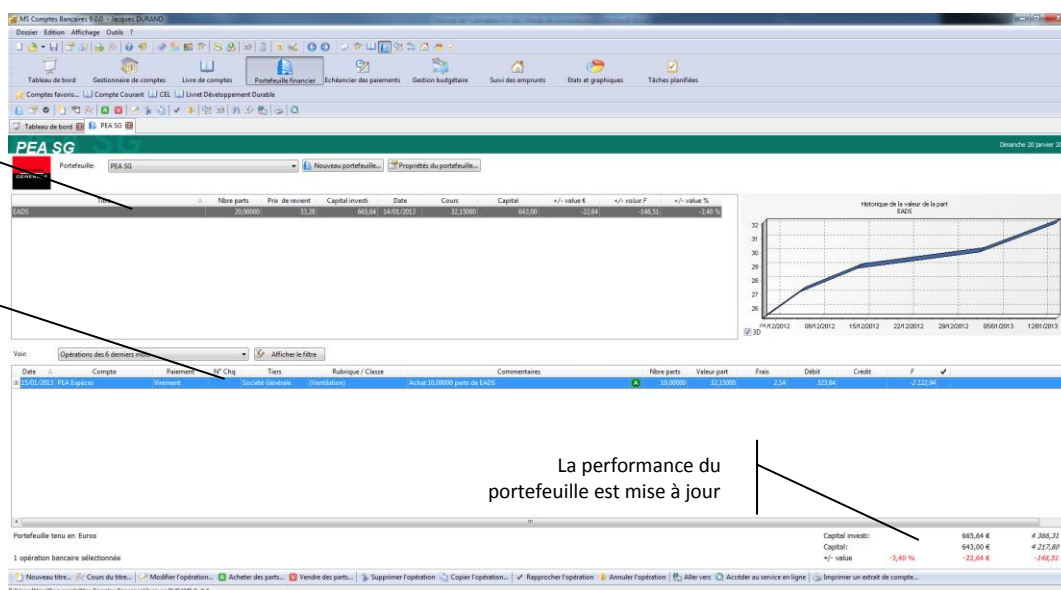 MS Comptes Bancaires 9.0.0 - Jacques DURAND
Dossier Edition Affichage Outils ?
Tableau de bord Gestionnaire de comptes Livre de comptes Portefeuille financier Echéancier des paiements Gestion budgétaire Suivi des emprunts Etats et graphiques Tâches planifiées
Comptes favoris... Compte Courant CEL Livret Développement Durable
Tableau de bord PEA SG
PEA SG
Dimanche 20 janvier 20
Portefeuille: PEA SG Nouveau portefeuille... Propriétés du portefeuille...
Titre Nbre parts Prix de revient Capital investi Date Cours Capital +/- value € +/- value F +/- value %
EADS 20,00000 33,28 665,64 14/01/2013 32,15000 643,00 -22,64 -148,51 -3,40 %
Historique de la valeur de la part
EADS
32
31
30
29
28
27
26
08/12/2012 15/12/2012 22/12/2012 29/12/2012 05/01/2013 12/01/2013
3D
Voir: Opérations des 6 derniers mois Afficher le filtre
Date Compte Paiement N° Chq Tiers Rubrique / Classe Commentaires Nbre parts Valeur part Frais Débit Crédit F
15/01/2013 PEA Espèces Virement Société Générale (Ventilation) Achat 10,00000 parts de EADS A 10,00000 32,15000 2,14 323,64 -2 122,94
La performance du
portefeuille est mise à jour
Portefeuille tenu en Euros
Capital investi: 665,64 € 4 366,31
Capital: 643,00 € 4 217,80
1 opération bancaire sélectionnée
+/- value -3,40 % -22,64 € -148,51
Nouveau titre... Cours du titre... Modifier l'opération... Acheter des parts... Vendre des parts... Supprimer l'opération Copier l'opération... Rapprocher l'opération Annuler l'opération Aller vers Accéder au service en ligne Imprimer un extrait de compte...